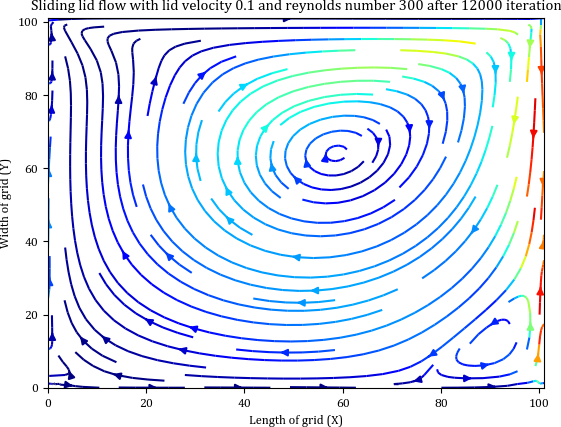 Sliding lid flow with lid velocity 0.1 and reynolds number 300 after 12000 iteration
100
80
60
40
20
0
Width of grid (Y)
0 20 40 60 80 100
Length of grid (X)